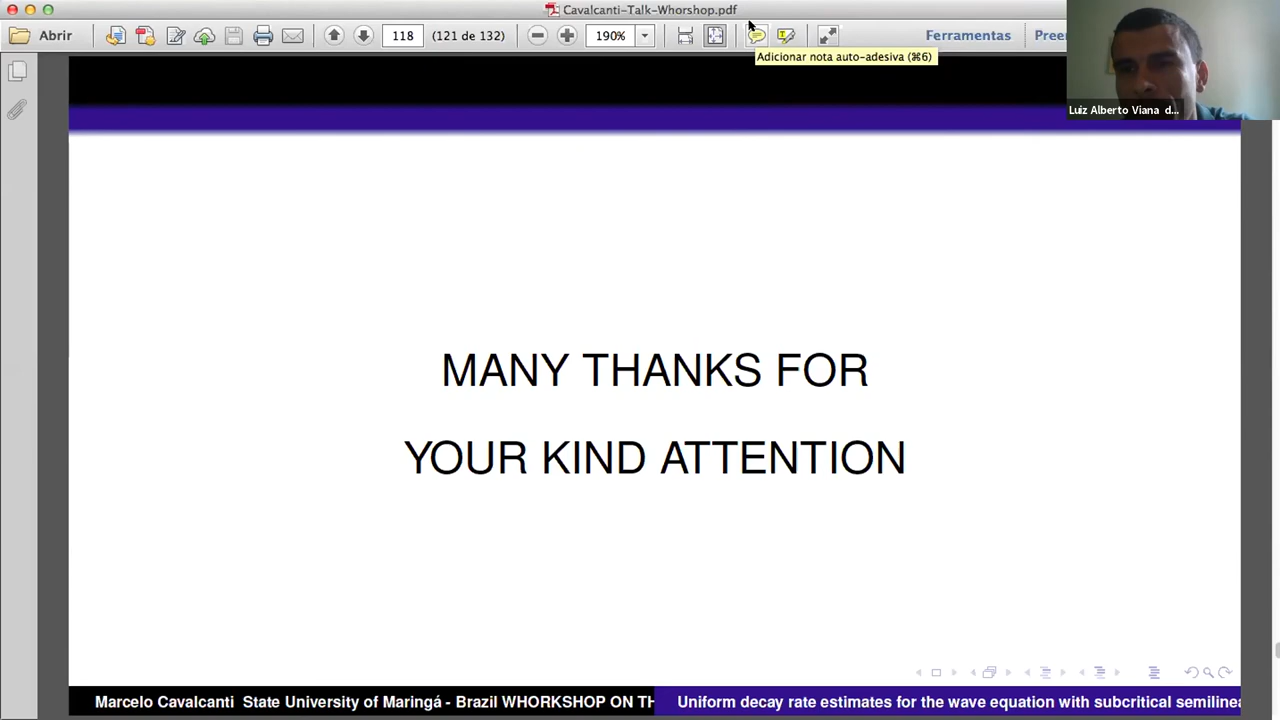 Cavalcanti-Talk-Whorshop.pdf
Abrir
118
(121 de 132)
190%
Ferramentas
Preen
Adicionar nota auto-adesiva (⌘6)
Luiz Alberto Viana d...
MANY THANKS FOR
YOUR KIND ATTENTION
Marcelo Cavalcanti State University of Maringá - Brazil WHORKSHOP ON TH
Uniform decay rate estimates for the wave equation with subcritical semilinea